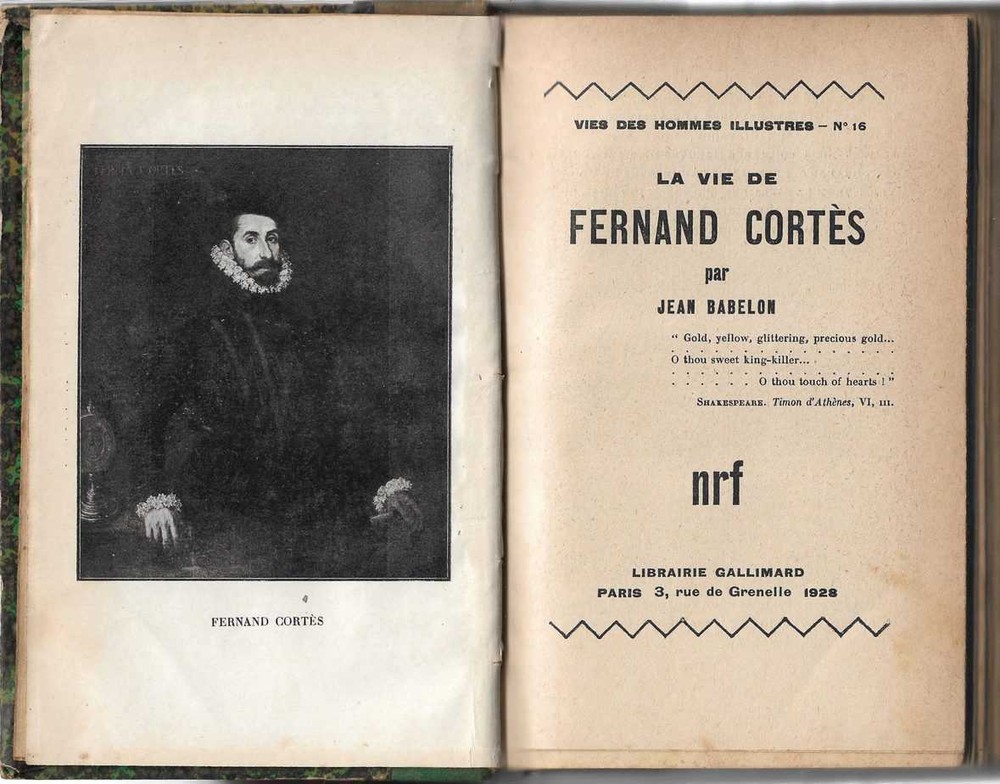 FERNAND CORTÈS
VIES DES HOMMES ILLUSTRES – N° 16
LA VIE DE
FERNAND CORTÈS
par
JEAN BABELON
“ Gold, yellow, glittering, precious gold...
O thou sweet king-killer...
. . . . . . O thou touch of hearts ! ”
SHAKESPEARE. Timon d'Athènes, VI, III.
nrf
LIBRAIRIE GALLIMARD
PARIS 3, rue de Grenelle 1928